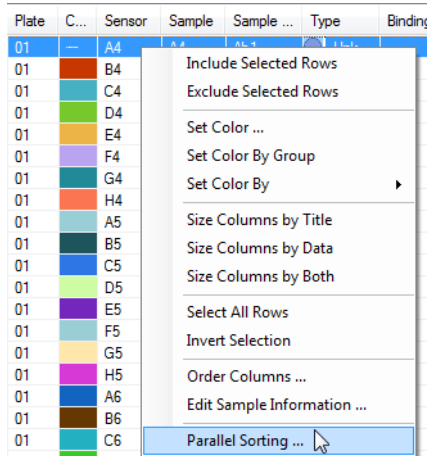 Plate C... Sensor Sample Sample ... Type Binding
01 A4 A4 Ab1
01 B4 Include Selected Rows
01 C4 Exclude Selected Rows
01 D4
01 E4 Set Color ...
01 F4 Set Color By Group
01 G4 Set Color By
01 H4
01 A5 Size Columns by Title
01 B5 Size Columns by Data
01 C5 Size Columns by Both
01 D5
01 E5 Select All Rows
01 F5 Invert Selection
01 G5
01 H5 Order Columns ...
01 A6 Edit Sample Information ...
01 B6
01 C6 Parallel Sorting ...